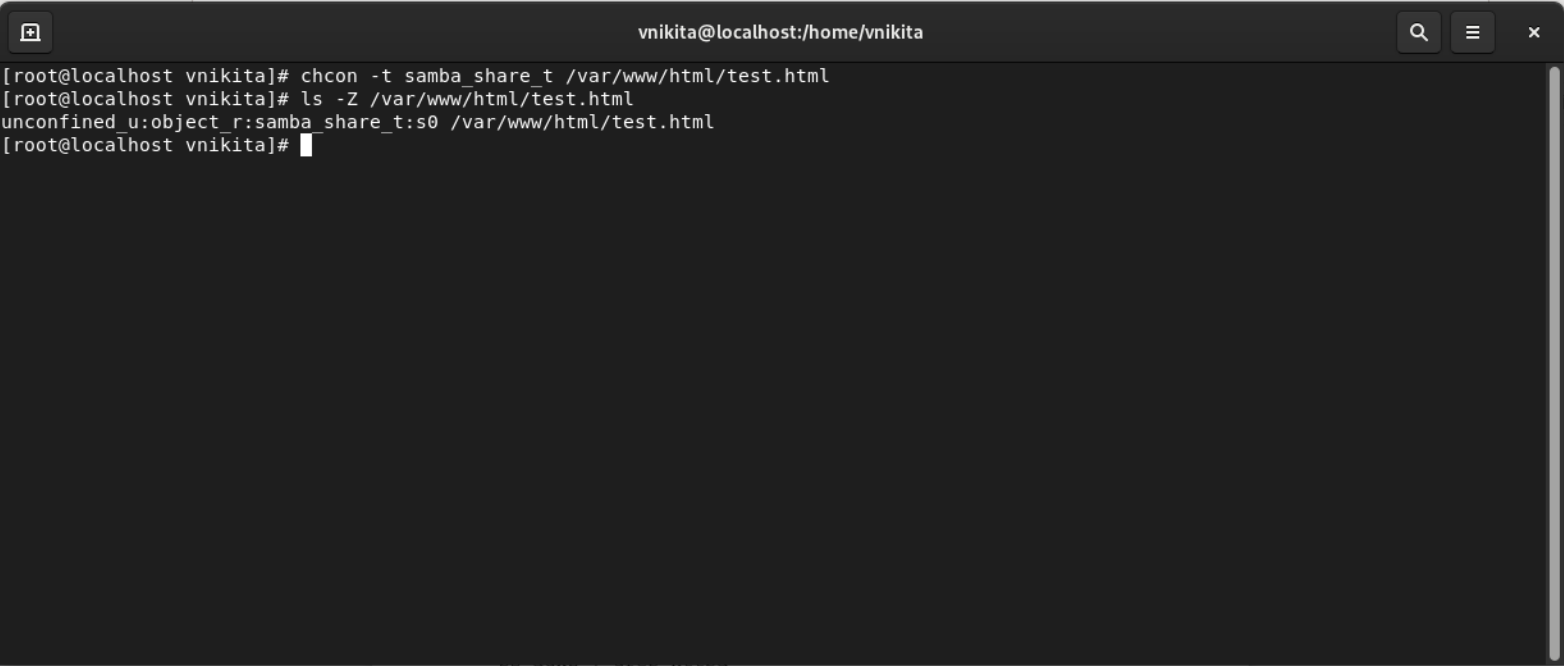 vnikita@localhost:/home/vnikita
[root@localhost vnikita]# chcon -t samba_share_t /var/www/html/test.html
[root@localhost vnikita]# ls -Z /var/www/html/test.html
unconfined_u:object_r:samba_share_t:s0 /var/www/html/test.html
[root@localhost vnikita]#